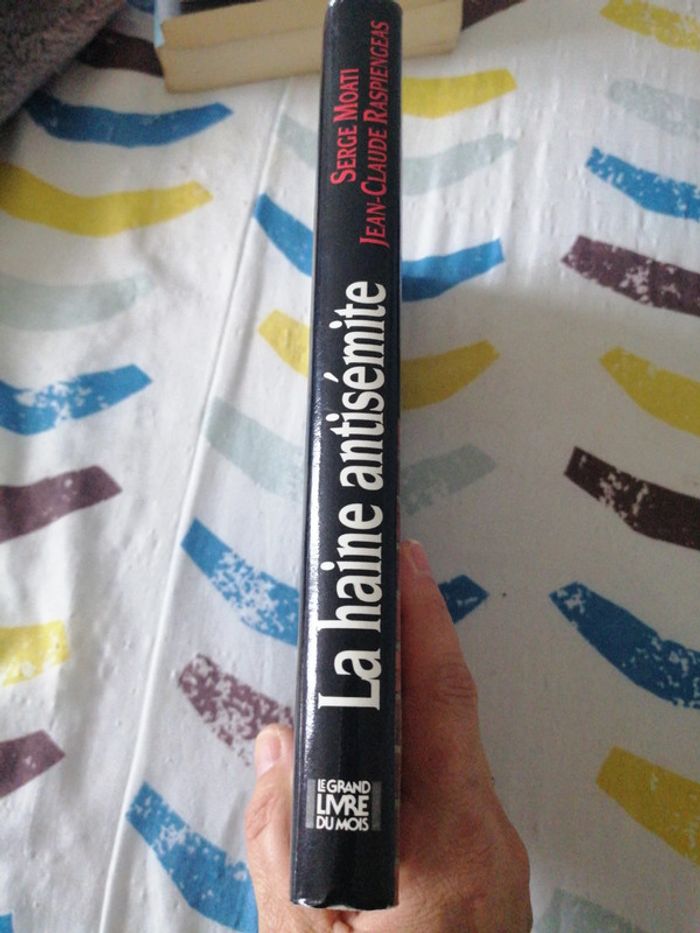 SERGE MOATI
JEAN-CLAUDE RASPIENGEAS
La haine antisémite
LE GRAND
LIVRE
DU MOIS